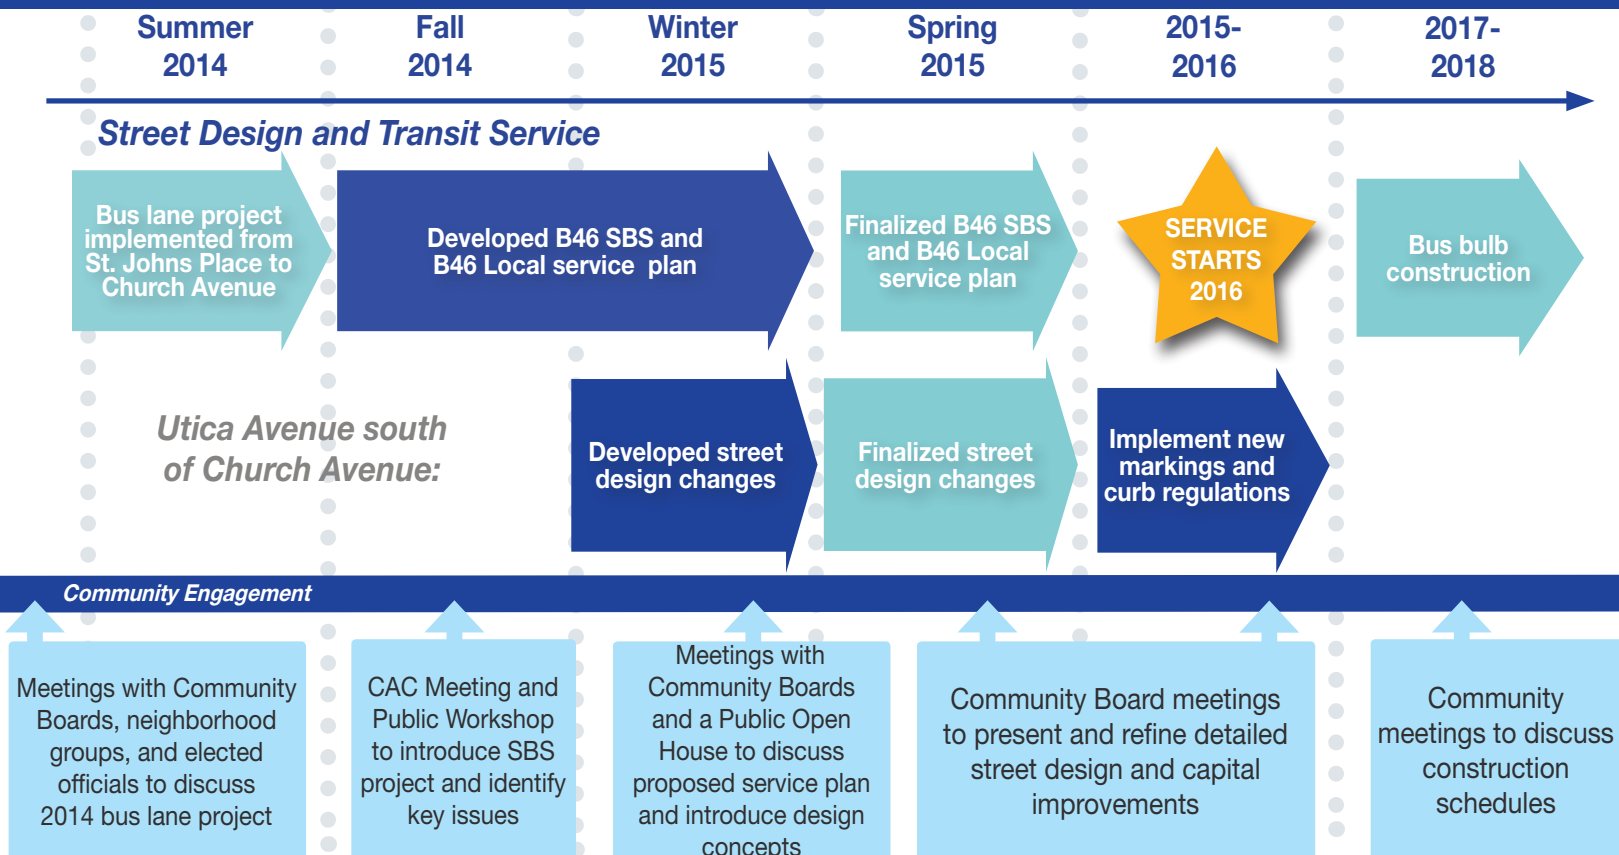 Summer
2014
Fall
2014
Winter
2015
Spring
2015
2015-
2016
2017-
2018
Street Design and Transit Service
Bus lane project
implemented from
St. Johns Place to
Church Avenue
Developed B46 SBS and
B46 Local service plan
Finalized B46 SBS
and B46 Local
service plan
SERVICE
STARTS
2016
Bus bulb
construction
Utica Avenue south
of Church Avenue:
Developed street
design changes
Finalized street
design changes
Implement new
markings and
curb regulations
Community Engagement
Meetings with Community
Boards, neighborhood
groups, and elected
officials to discuss
2014 bus lane project
CAC Meeting and
Public Workshop
to introduce SBS
project and identify
key issues
Meetings with
Community Boards
and a Public Open
House to discuss
proposed service plan
and introduce design
concepts
Community Board meetings
to present and refine detailed
street design and capital
improvements
Community
meetings to discuss
construction
schedules